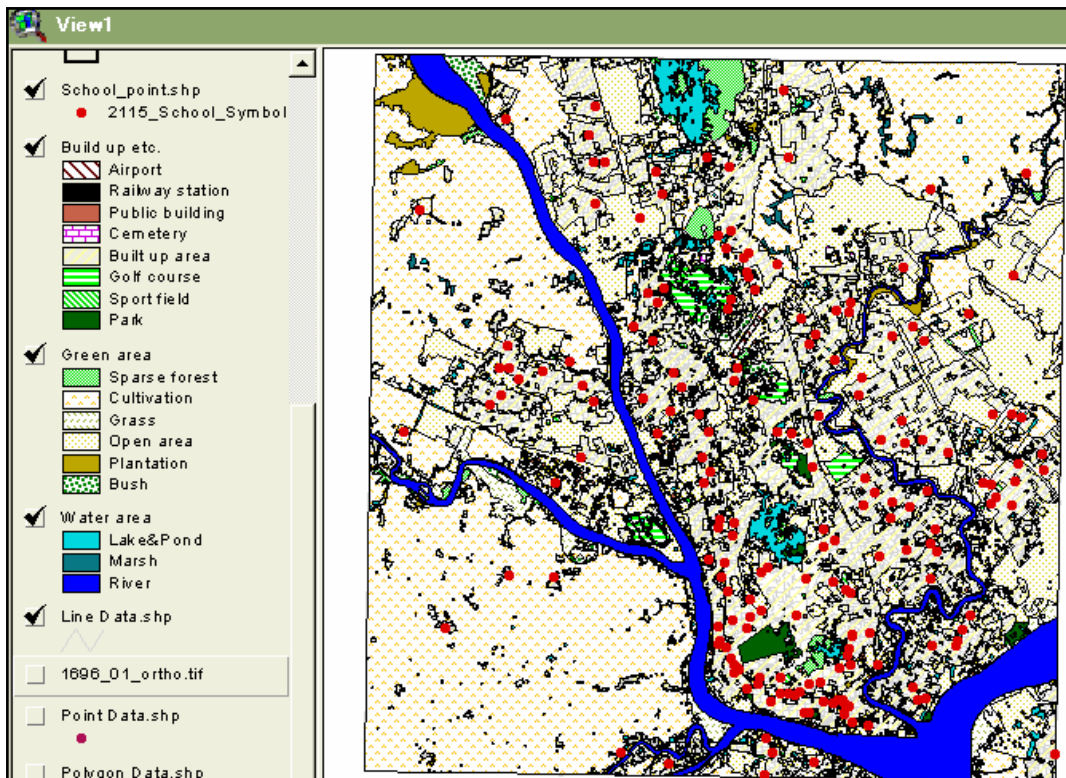 View1
School_point.shp
2115_School_Symbol
Build up etc.
Airport
Railway station
Public building
Cemetery
Built up area
Golf course
Sport field
Park
Green area
Sparse forest
Cultivation
Grass
Open area
Plantation
Bush
Water area
Lake&Pond
Marsh
River
Line Data.shp
1696_01_ortho.tif
Point Data.shp
Polygon Data.shp